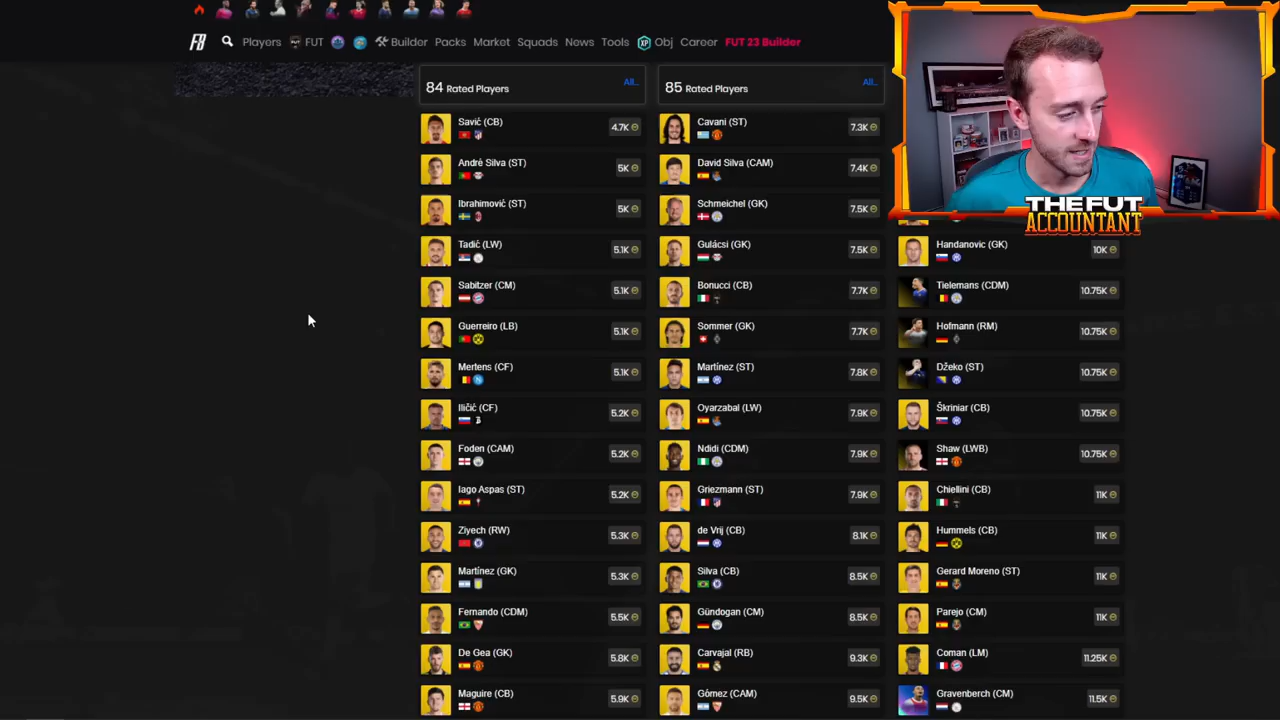 FB Players FUT Builder Packs Market Squads News Tools XP Obj Career FUT 23 Builder
THE FUT
ACCOUNTANT
84 Rated Players All..
Savić (CB) 4.7K
André Silva (ST) 5K
Ibrahimović (ST) 5K
Tadić (LW) 5.1K
Sabitzer (CM) 5.1K
Guerreiro (LB) 5.1K
Mertens (CF) 5.1K
Iličić (CF) 5.2K
Foden (CAM) 5.2K
Iago Aspas (ST) 5.2K
Ziyech (RW) 5.3K
Martínez (GK) 5.3K
Fernando (CDM) 5.5K
De Gea (GK) 5.8K
Maguire (CB) 5.9K
85 Rated Players All..
Cavani (ST) 7.3K
David Silva (CAM) 7.4K
Schmeichel (GK) 7.5K
Gulácsi (GK) 7.5K
Bonucci (CB) 7.7K
Sommer (GK) 7.7K
Martínez (ST) 7.8K
Oyarzabal (LW) 7.9K
Ndidi (CDM) 7.9K
Griezmann (ST) 7.9K
de Vrij (CB) 8.1K
Silva (CB) 8.5K
Gündogan (CM) 8.5K
Carvajal (RB) 9.3K
Gómez (CAM) 9.5K
Handanovic (GK) 10K
Tielemans (CDM) 10.75K
Hofmann (RM) 10.75K
Džeko (ST) 10.75K
Škriniar (CB) 10.75K
Shaw (LWB) 10.75K
Chiellini (CB) 11K
Hummels (CB) 11K
Gerard Moreno (ST) 11K
Parejo (CM) 11K
Coman (LM) 11.25K
Gravenberch (CM) 11.5K